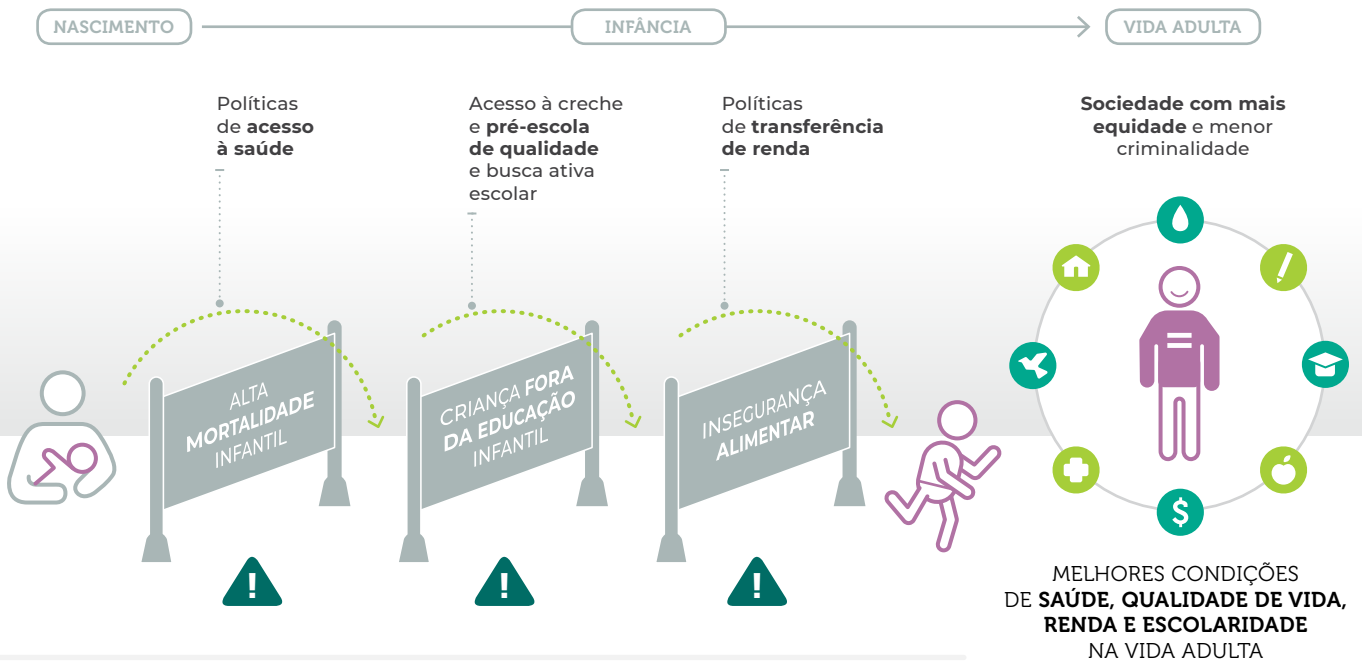 NASCIMENTO
INFÂNCIA
VIDA ADULTA
Políticas
de acesso
à saúde
Acesso à creche
e pré-escola
de qualidade
e busca ativa
escolar
Políticas
de transferência
de renda
Sociedade com mais
equidade e menor
criminalidade
ALTA
MORTALIDADE
INFANTIL
CRIANÇA FORA
DA EDUCAÇÃO
INFANTIL
INSEGURANÇA
ALIMENTAR
$
!
!
!
MELHORES CONDIÇÕES
DE SAÚDE, QUALIDADE DE VIDA,
RENDA E ESCOLARIDADE
NA VIDA ADULTA